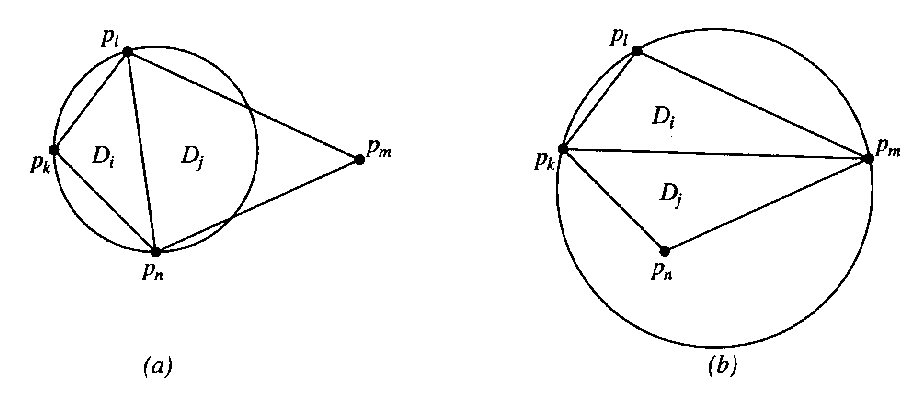 p_l
D_i
D_j
p_k
p_m
p_n
(a)
p_l
D_i
p_k
p_m
D_j
p_n
(b)